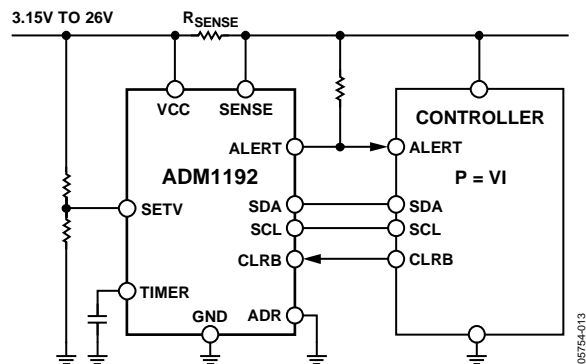 3.15V TO 26V
RSENSE
VCC
SENSE
CONTROLLER
ALERT
ALERT
ADM1192
P = VI
SETV
SDA
SDA
SCL
SCL
CLRB
CLRB
TIMER
GND
ADR
05754-013